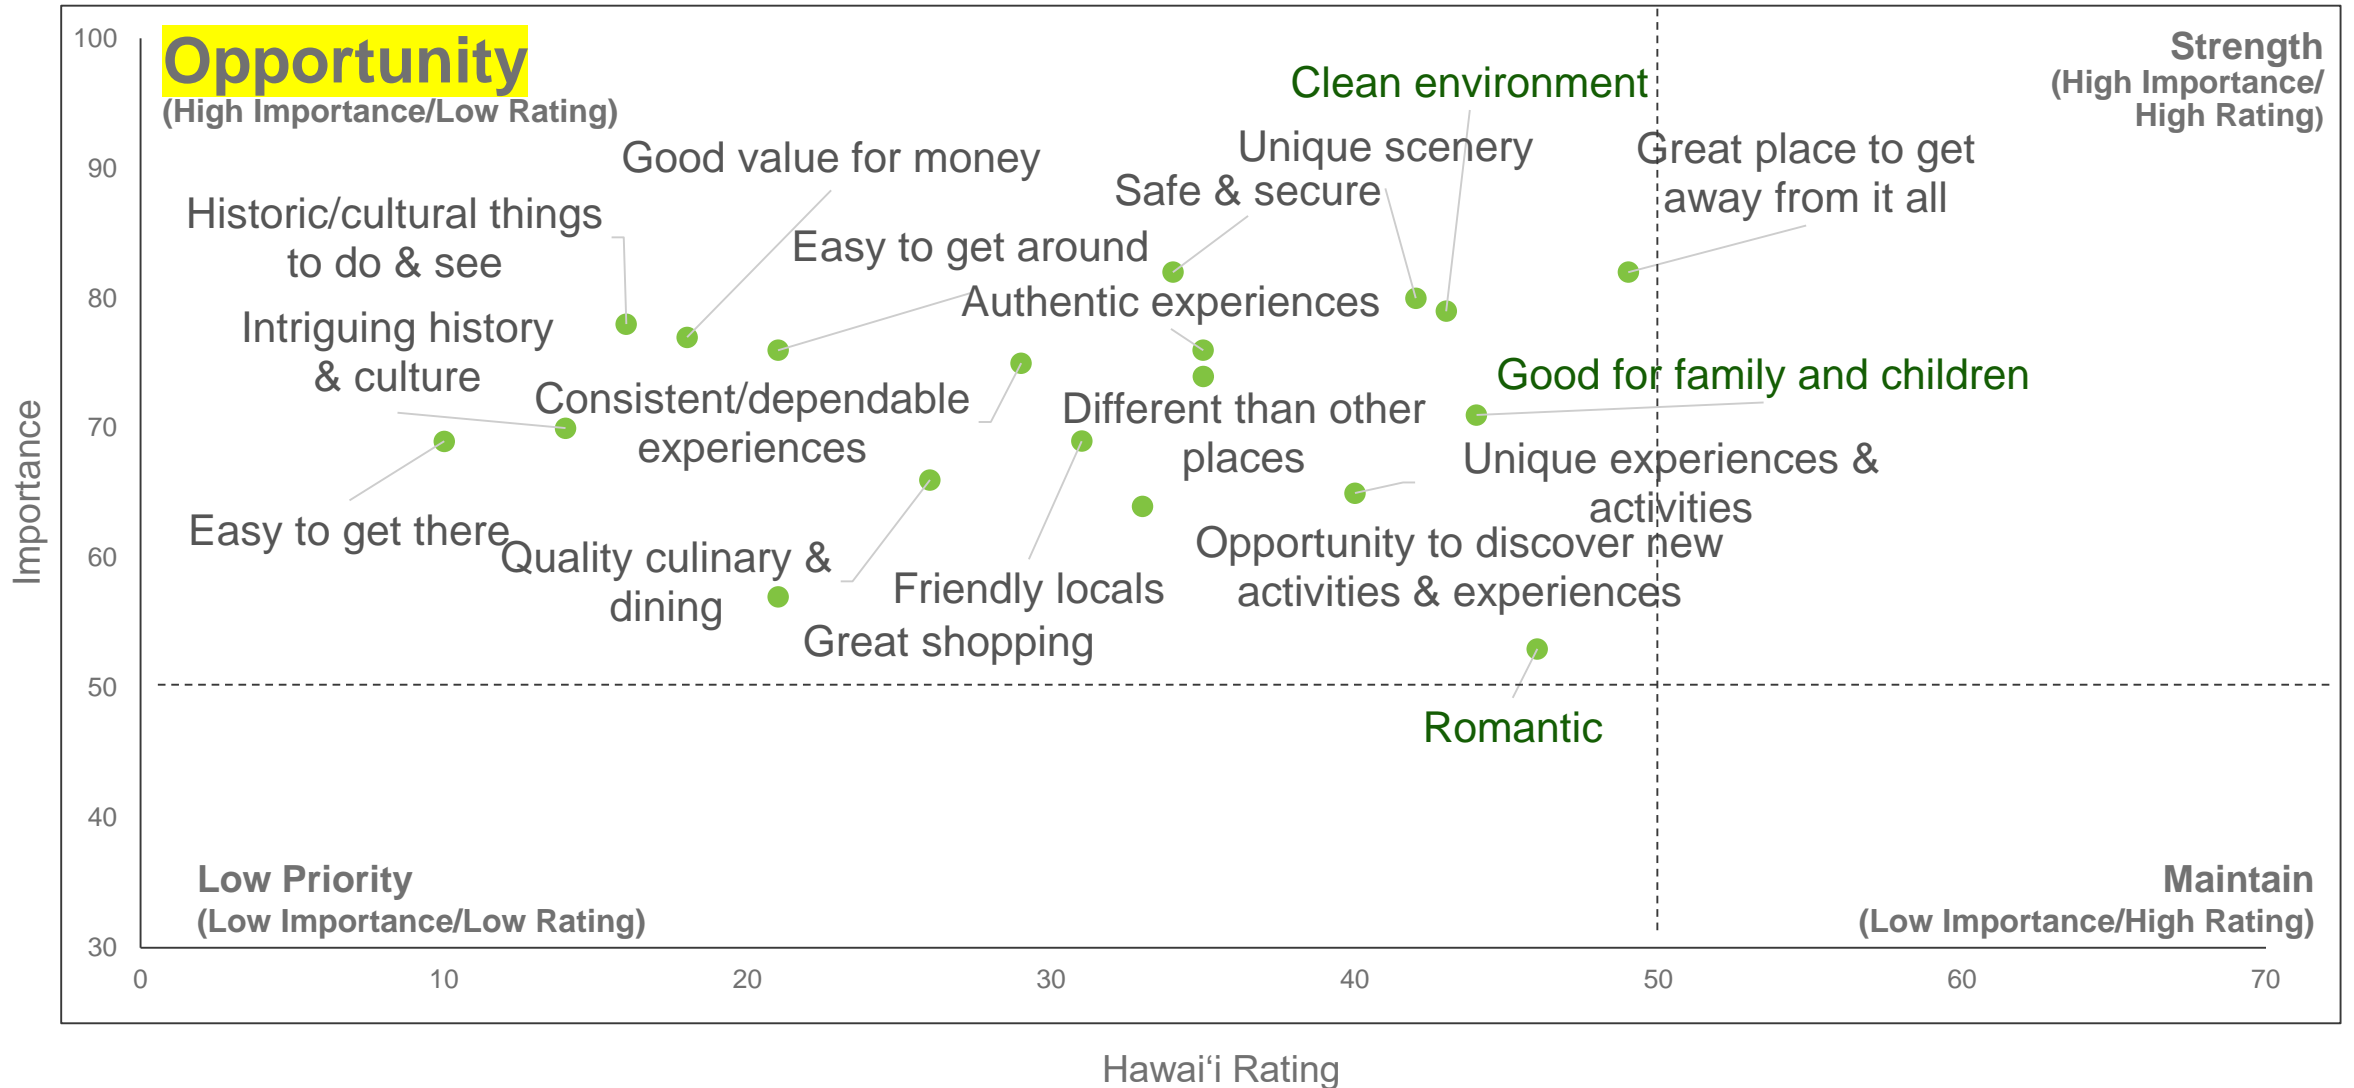 100
Opportunity
(High Importance/Low Rating)
Strength
(High Importance/
High Rating)
Clean environment
Good value for money
Unique scenery
Great place to get
away from it all
90
Safe & secure
Historic/cultural things
to do & see
Easy to get around
80
Authentic experiences
Intriguing history
& culture
Good for family and children
Consistent/dependable
experiences
Different than other
places
70
Unique experiences &
activities
Easy to get there
Importance
60
Quality culinary &
dining
Opportunity to discover new
activities & experiences
Friendly locals
Great shopping
50
Romantic
40
Low Priority
(Low Importance/Low Rating)
Maintain
(Low Importance/High Rating)
30
0 10 20 30 40 50 60 70
Hawai‘i Rating